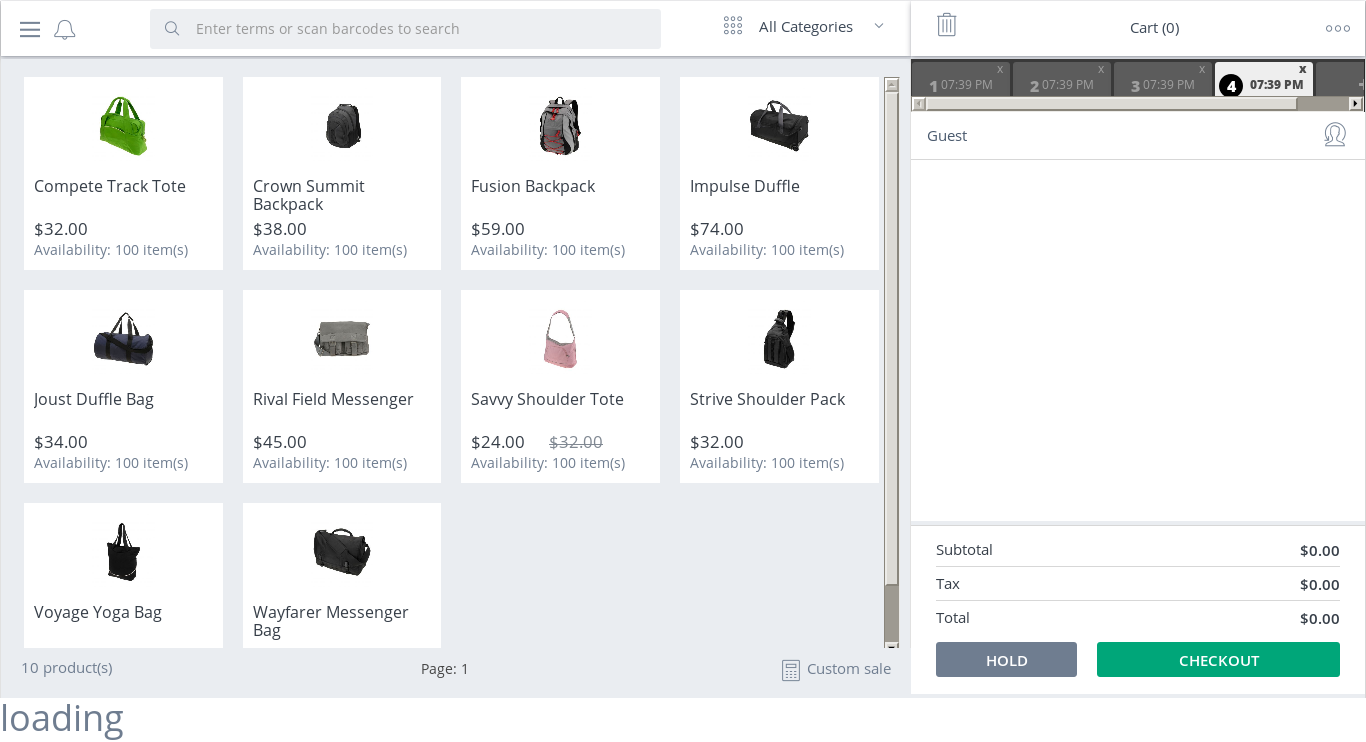 Enter terms or scan barcodes to search
All Categories
Cart (0)
x x x x
1 07:39 PM 2 07:39 PM 3 07:39 PM 4 07:39 PM
Guest
Compete Track Tote
$32.00
Availability: 100 item(s)
Crown Summit
Backpack
$38.00
Availability: 100 item(s)
Fusion Backpack
$59.00
Availability: 100 item(s)
Impulse Duffle
$74.00
Availability: 100 item(s)
Joust Duffle Bag
$34.00
Availability: 100 item(s)
Rival Field Messenger
$45.00
Availability: 100 item(s)
Savvy Shoulder Tote
$24.00 $32.00
Availability: 100 item(s)
Strive Shoulder Pack
$32.00
Availability: 100 item(s)
Voyage Yoga Bag
Wayfarer Messenger
Bag
10 product(s)
Page: 1
Custom sale
Subtotal $0.00
Tax $0.00
Total $0.00
HOLD
CHECKOUT
loading